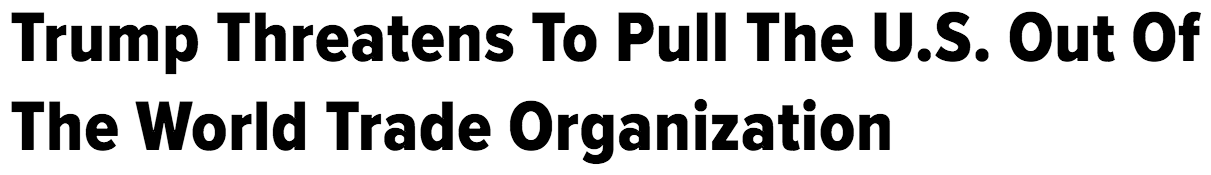 Trump Threatens To Pull The U.S. Out Of
The World Trade Organization